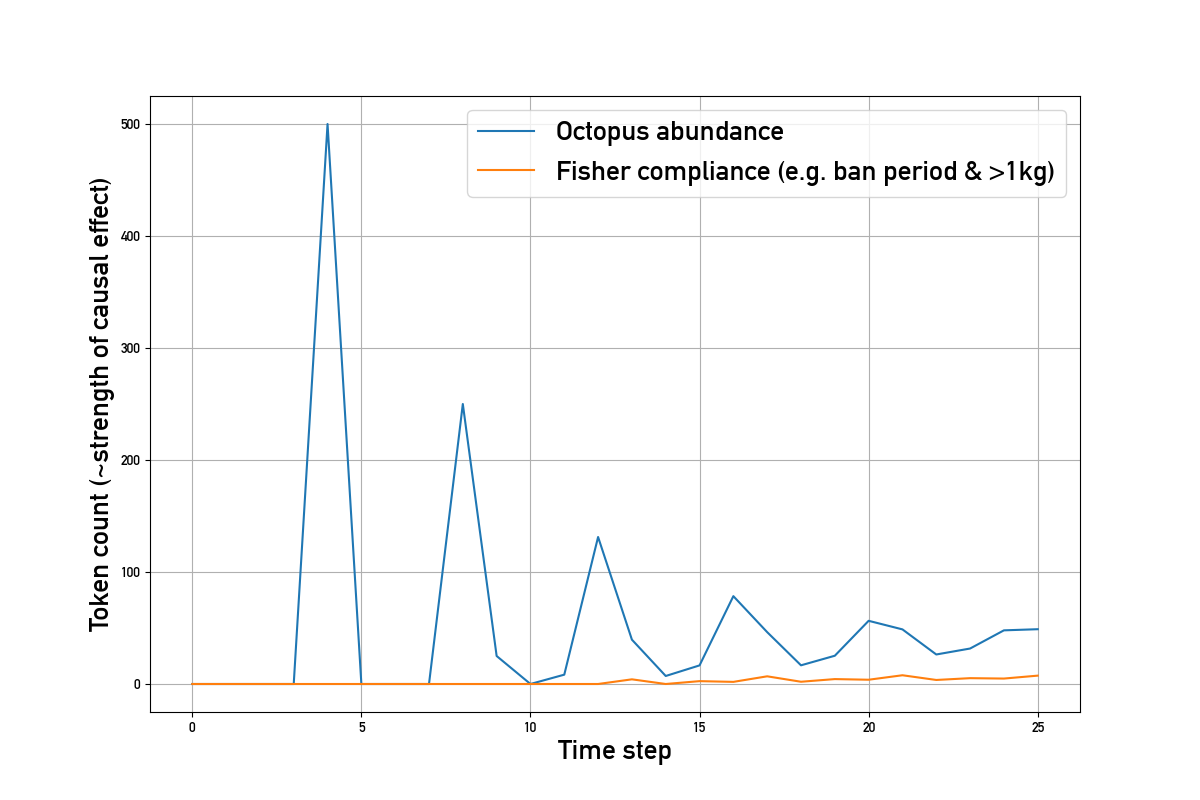 Octopus abundance
Fisher compliance (e.g. ban period & >1kg)
Token count (~strength of causal effect)
500
400
300
200
100
0
0 5 10 15 20 25
Time step